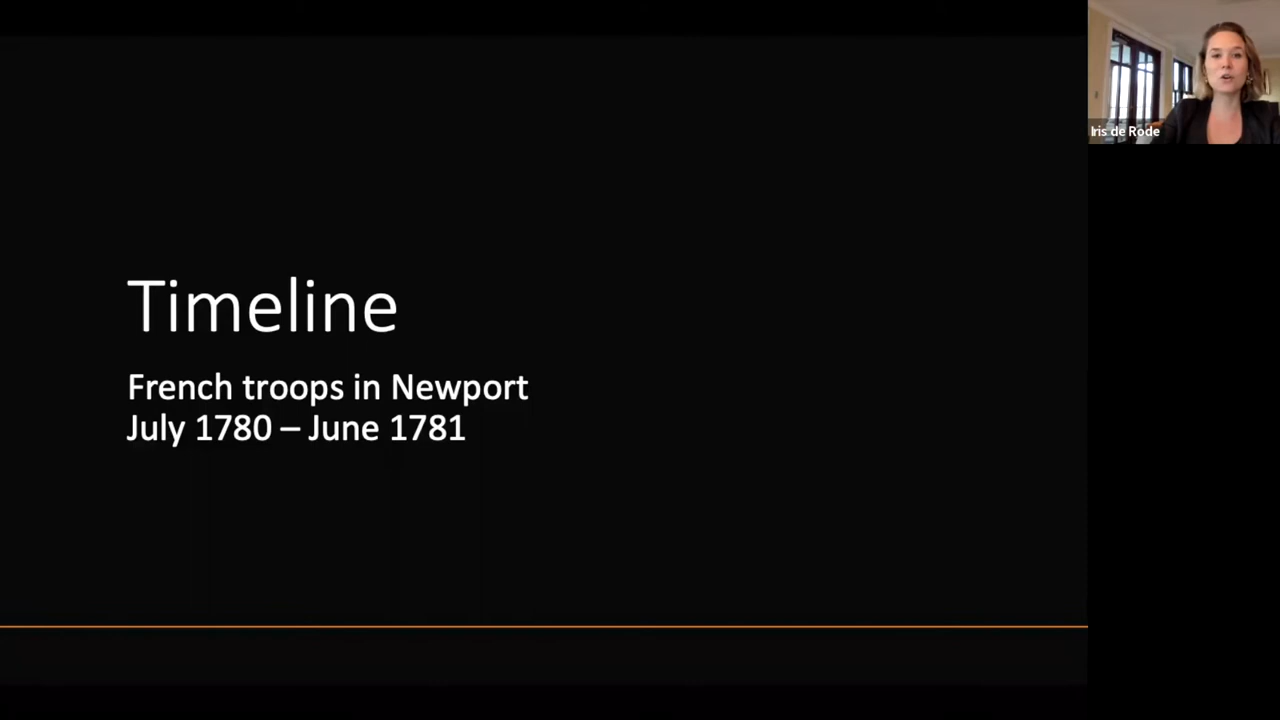 Timeline
French troops in Newport
July 1780 – June 1781
Iris de Rode